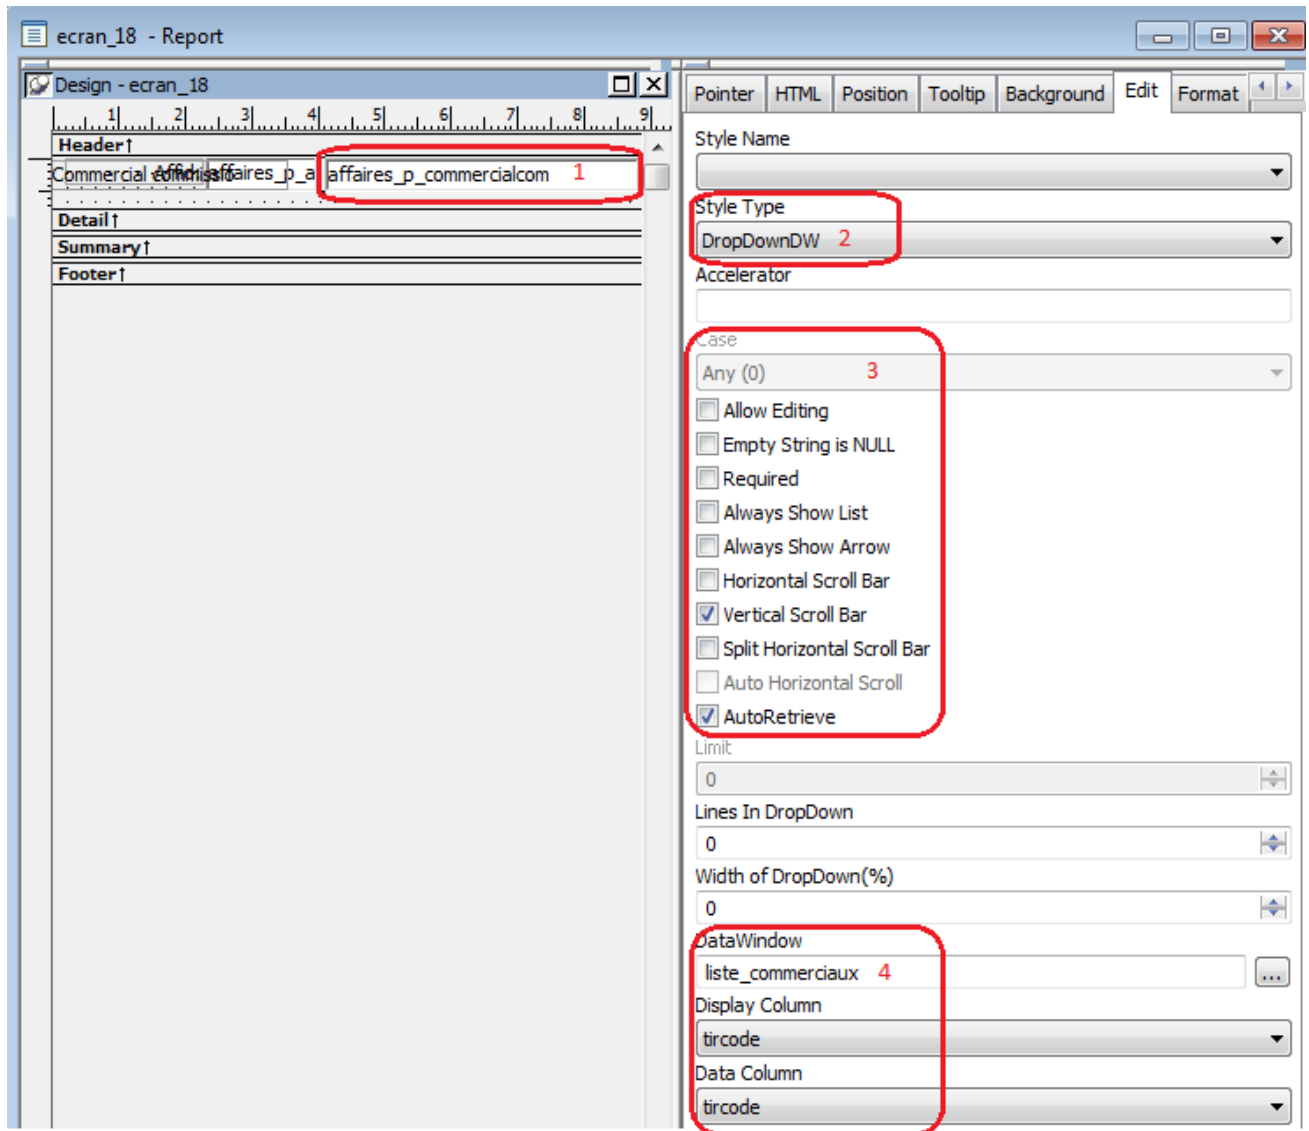 ecran_18 - Report
Design - ecran_18
1 2 3 4 5 6 7 8 9
Header↑
Commercial affaires_p_a affaires_p_commercialcom 1
Detail↑
Summary↑
Footer↑
Pointer HTML Position Tooltip Background Edit Format
Style Name
Style Type
DropDownDW 2
Accelerator
Case
Any (0) 3
Allow Editing
Empty String is NULL
Required
Always Show List
Always Show Arrow
Horizontal Scroll Bar
Vertical Scroll Bar
Split Horizontal Scroll Bar
Auto Horizontal Scroll
AutoRetrieve
Limit
0
Lines In DropDown
0
Width of DropDown(%)
0
DataWindow
liste_commerciaux 4
...
Display Column
tircode
Data Column
tircode